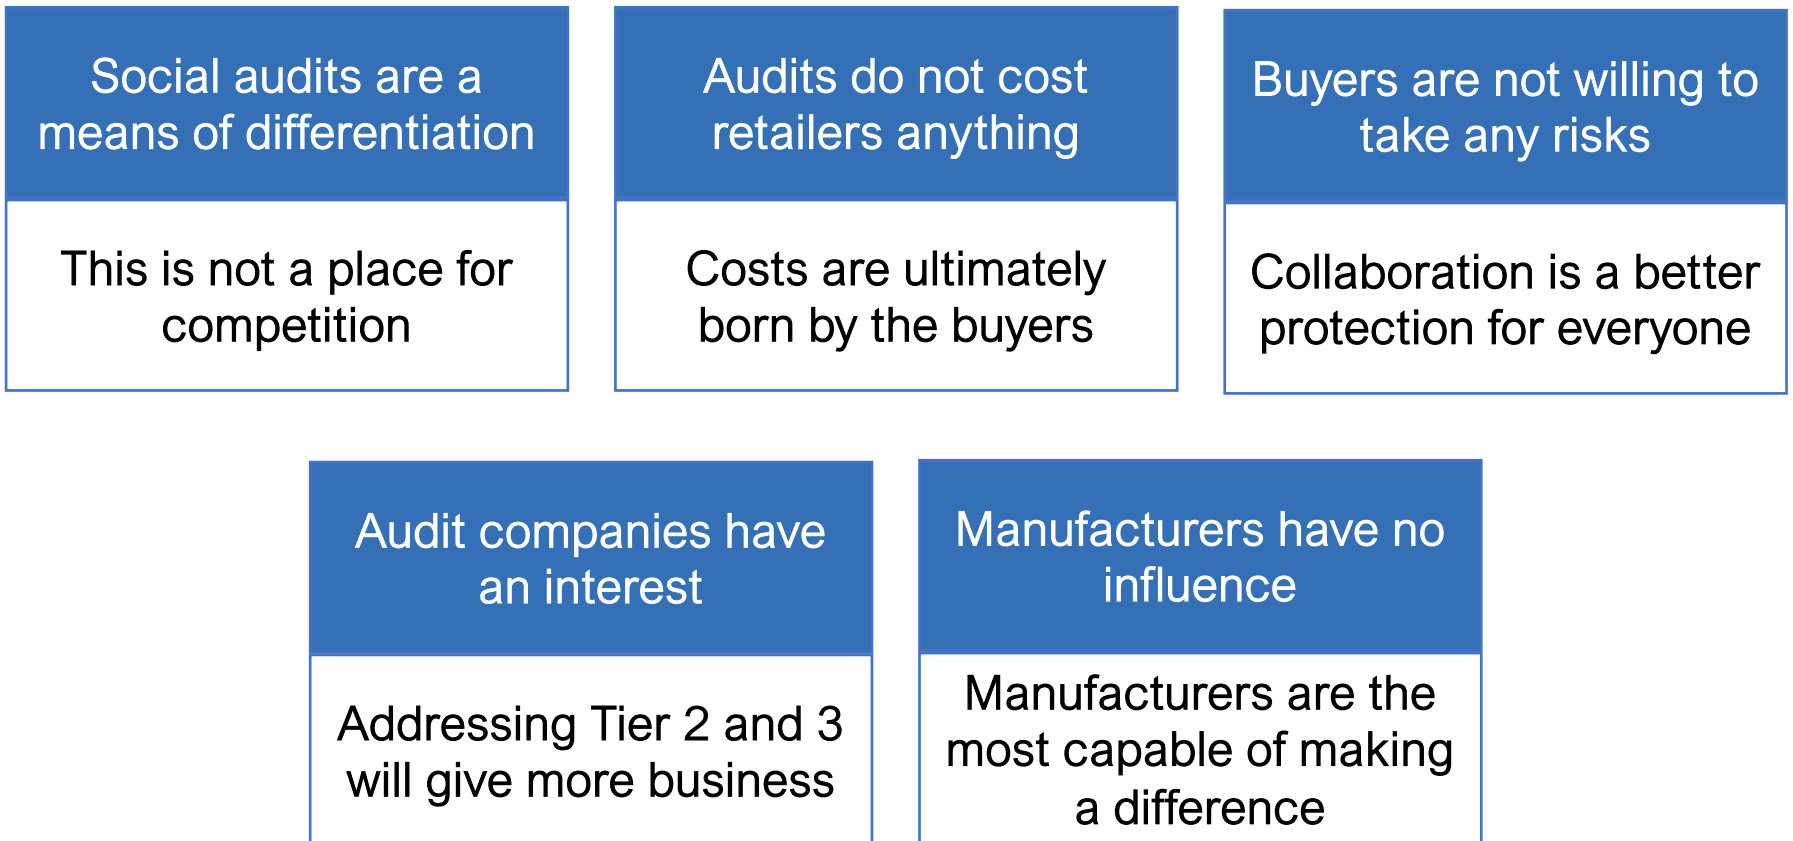 Social audits are a
means of differentiation
This is not a place for
competition
Audits do not cost
retailers anything
Costs are ultimately
born by the buyers
Buyers are not willing to
take any risks
Collaboration is a better
protection for everyone
Audit companies have
an interest
Addressing Tier 2 and 3
will give more business
Manufacturers have no
influence
Manufacturers are the
most capable of making
a difference